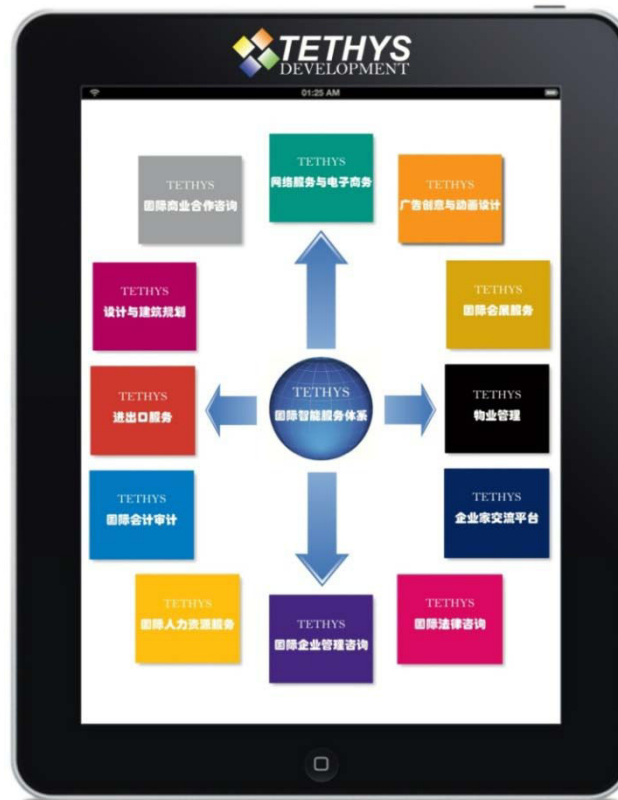 TETHYS
DEVELOPMENT
01:25 AM
TETHYS
网络服务与电子商务
TETHYS
国际商业合作咨询
TETHYS
广告创意与动画设计
TETHYS
设计与建筑规划
TETHYS
国际会展服务
TETHYS
进出口服务
TETHYS
国际智能服务体系
TETHYS
物业管理
TETHYS
国际会计审计
TETHYS
企业家交流平台
TETHYS
国际人力资源服务
TETHYS
国际企业管理咨询
TETHYS
国际法律咨询